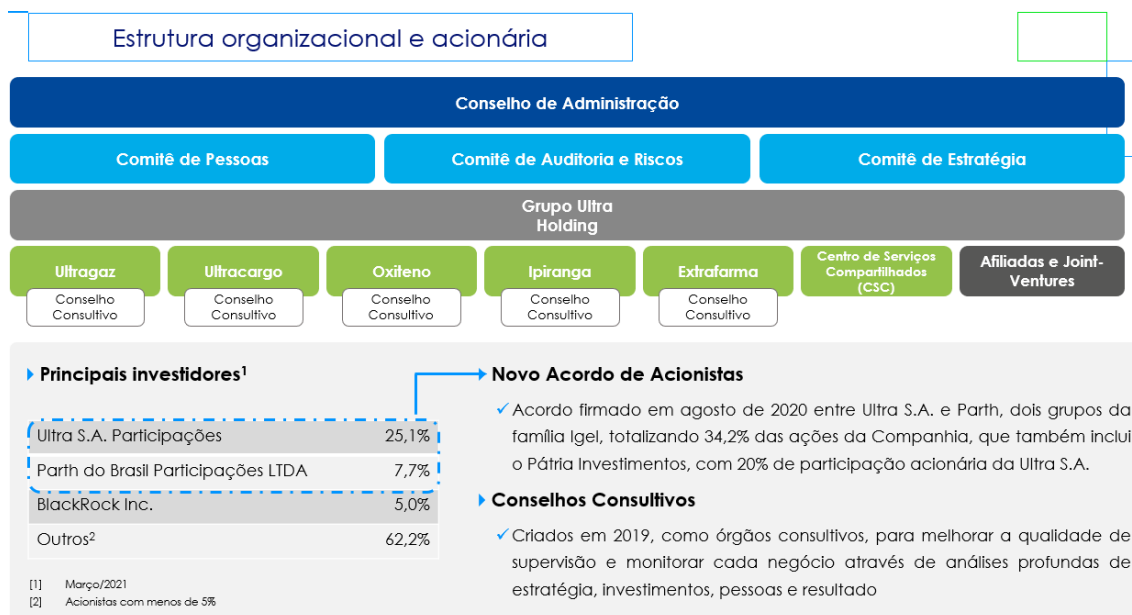 Estrutura organizacional e acionária
Conselho de Administração
Comitê de Pessoas
Comitê de Auditoria e Riscos
Comitê de Estratégia
Grupo Ultra
Holding
Ultragaz
Conselho
Consultivo
Ultracargo
Conselho
Consultivo
Oxiteno
Conselho
Consultivo
Ipiranga
Conselho
Consultivo
Extrafarma
Conselho
Consultivo
Centro de Serviços
Compartilhados
(CSC)
Afiliadas e Joint-
Ventures
Principais investidores1
Ultra S.A. Participações 25,1%
Parth do Brasil Participações LTDA 7,7%
BlackRock Inc. 5,0%
Outros2 62,2%
[1] Março/2021
[2] Acionistas com menos de 5%
Novo Acordo de Acionistas
✓Acordo firmado em agosto de 2020 entre Ultra S.A. e Parth, dois grupos da
família Igel, totalizando 34,2% das ações da Companhia, que também inclui
o Pátria Investimentos, com 20% de participação acionária da Ultra S.A.
Conselhos Consultivos
✓Criados em 2019, como órgãos consultivos, para melhorar a qualidade de
supervisão e monitorar cada negócio através de análises profundas de
estratégia, investimentos, pessoas e resultado